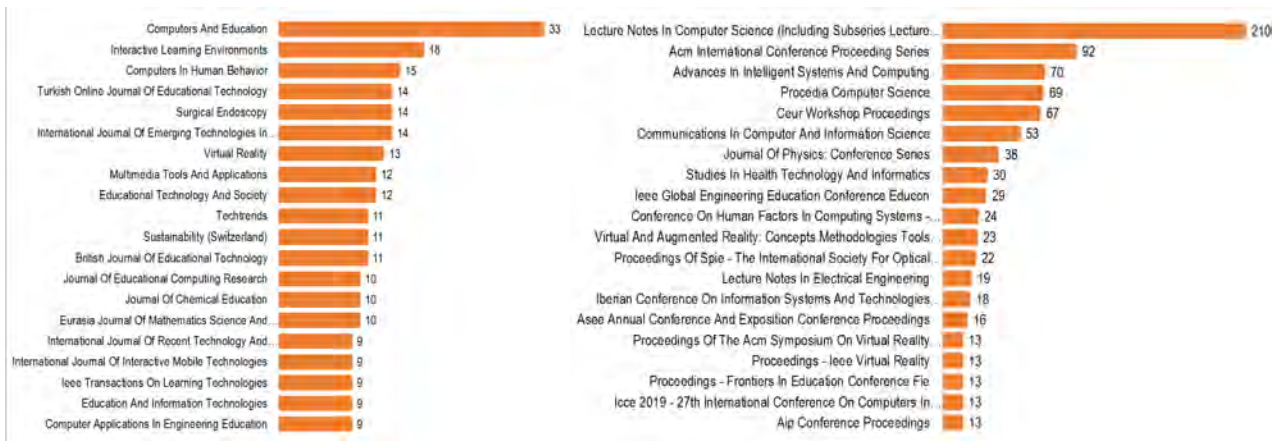 Computers And Education 33
Interactive Learning Environments 18
Computers In Human Behavior 15
Turkish Online Journal Of Educational Technology 14
Surgical Endoscopy 14
International Journal Of Emerging Technologies In... 14
Virtual Reality 13
Multimedia Tools And Applications 12
Educational Technology And Society 12
Techtrends 11
Sustainability (Switzerland) 11
British Journal Of Educational Technology 11
Journal Of Educational Computing Research 10
Journal Of Chemical Education 10
Eurasia Journal Of Mathematics Science And... 10
International Journal Of Recent Technology And... 9
International Journal Of Interactive Mobile Technologies 9
Ieee Transactions On Learning Technologies 9
Education And Information Technologies 9
Computer Applications In Engineering Education 9
Lecture Notes In Computer Science (Including Subseries Lecture... 210
Acm International Conference Proceeding Series 92
Advances In Intelligent Systems And Computing 70
Procedia Computer Science 69
Ceur Workshop Proceedings 67
Communications In Computer And Information Science 53
Journal Of Physics: Conference Series 38
Studies In Health Technology And Informatics 30
Ieee Global Engineering Education Conference Educon 29
Conference On Human Factors In Computing Systems -... 24
Virtual And Augmented Reality: Concepts Methodologies Tools... 23
Proceedings Of Spie - The International Society For Optical... 22
Lecture Notes In Electrical Engineering 19
Iberian Conference On Information Systems And Technologies... 18
Asee Annual Conference And Exposition Conference Proceedings 16
Proceedings Of The Acm Symposium On Virtual Reality... 13
Proceedings - Ieee Virtual Reality 13
Proceedings - Frontiers In Education Conference Fie 13
Icce 2019 - 27th International Conference On Computers In... 13
Aip Conference Proceedings 13